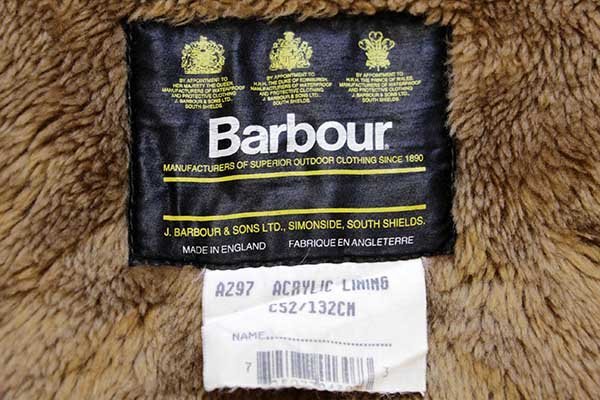 BY APPOINTMENT TO
HER MAJESTY THE QUEEN
MANUFACTURERS OF WATERPROOF
AND PROTECTIVE CLOTHING
J. BARBOUR & SONS LTD.,
SOUTH SHIELDS.
BY APPOINTMENT TO
H.R.H. THE DUKE OF EDINBURGH
MANUFACTURERS OF WATERPROOF
AND PROTECTIVE CLOTHING
J. BARBOUR & SONS LTD.,
SOUTH SHIELDS.
BY APPOINTMENT TO
H.R.H. THE PRINCE OF WALES
MANUFACTURERS OF WATERPROOF
AND PROTECTIVE CLOTHING
J. BARBOUR & SONS LTD.
SOUTH SHIELDS
Barbour®
MANUFACTURERS OF SUPERIOR OUTDOOR CLOTHING SINCE 1890
J. BARBOUR & SONS LTD., SIMONSIDE, SOUTH SHIELDS.
MADE IN ENGLAND FABRIQUE EN ANGLETERRE
A297 ACRYLIC LINING
C52/132CM
NAME
7 3